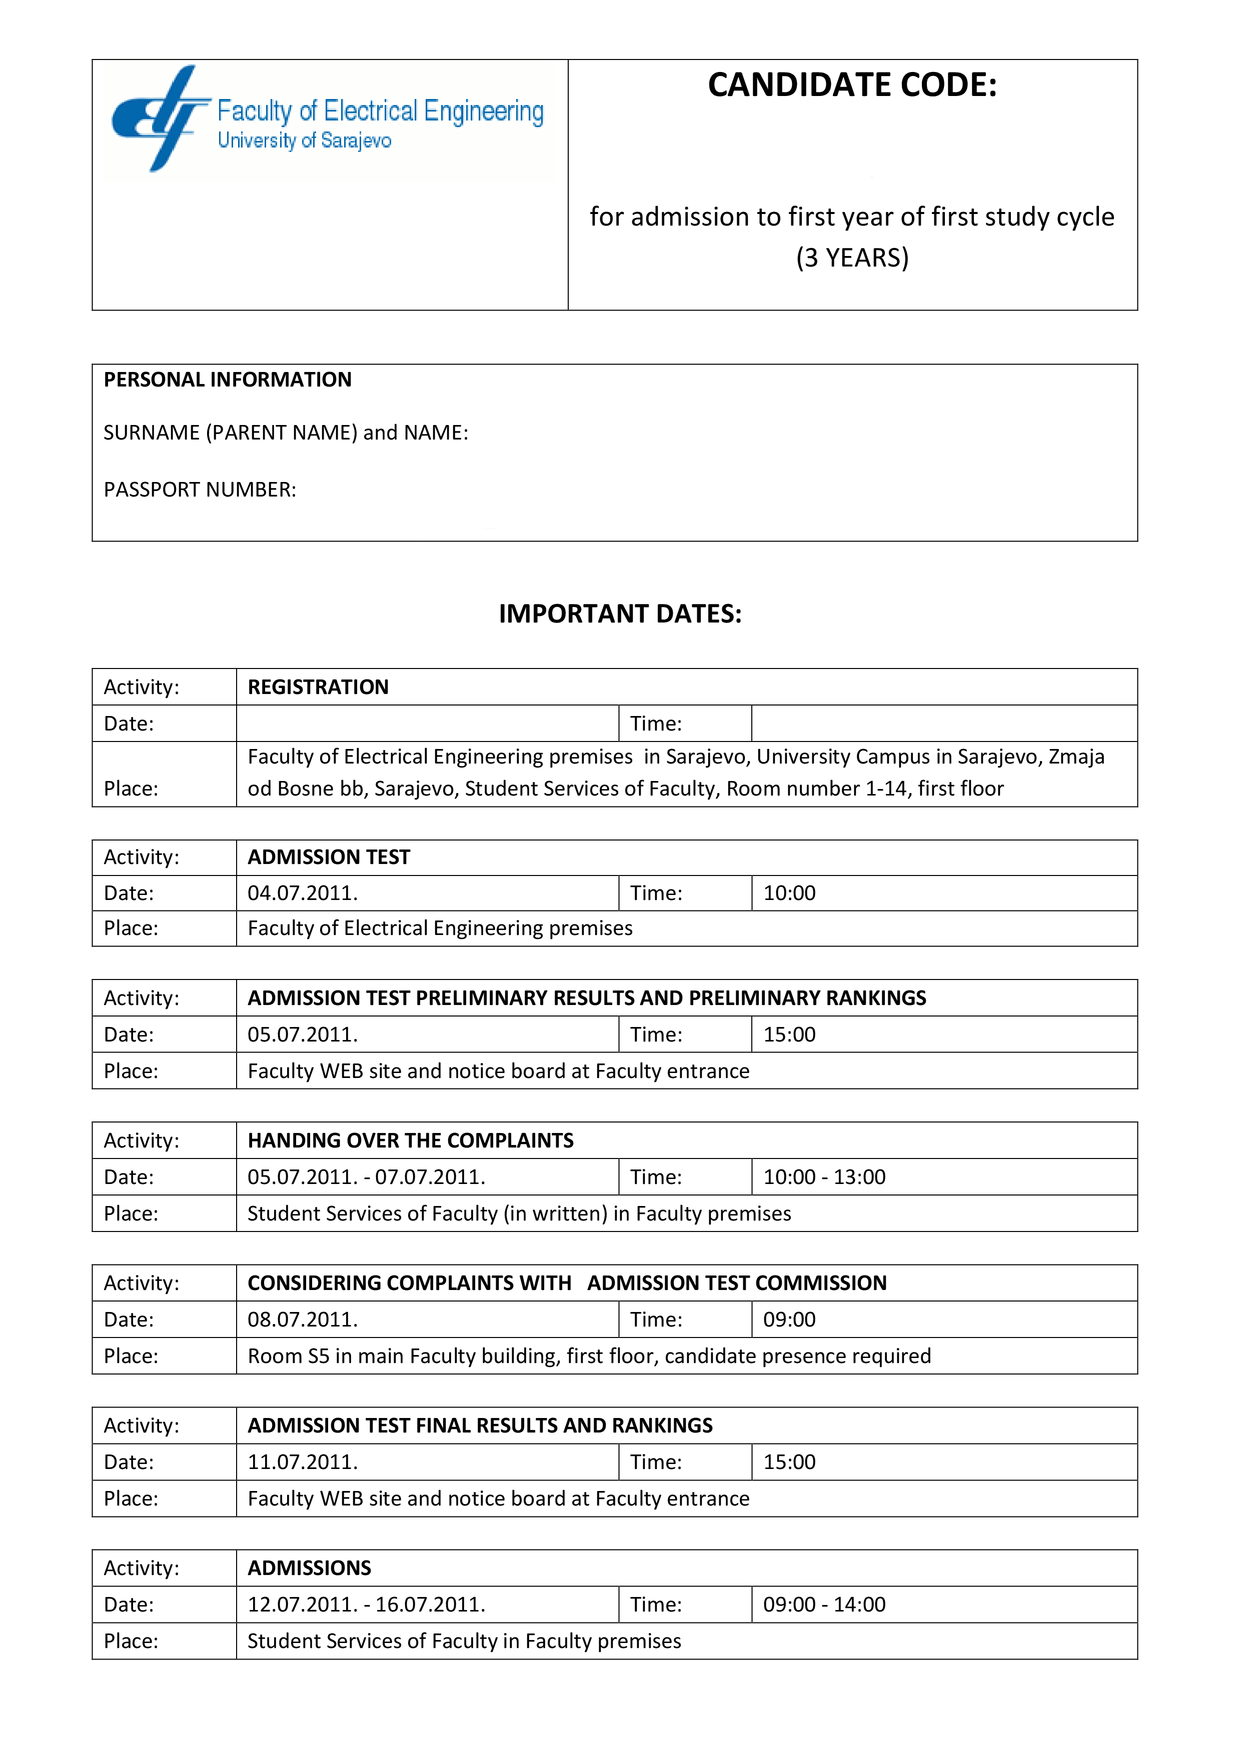 Faculty of Electrical Engineering
University of Sarajevo
CANDIDATE CODE:
for admission to first year of first study cycle
(3 YEARS)
PERSONAL INFORMATION
SURNAME (PARENT NAME) and NAME:
PASSPORT NUMBER:
IMPORTANT DATES:
Activity: REGISTRATION
Date: Time:
Faculty of Electrical Engineering premises in Sarajevo, University Campus in Sarajevo, Zmaja
Place: od Bosne bb, Sarajevo, Student Services of Faculty, Room number 1-14, first floor
Activity: ADMISSION TEST
Date: 04.07.2011. Time: 10:00
Place: Faculty of Electrical Engineering premises
Activity: ADMISSION TEST PRELIMINARY RESULTS AND PRELIMINARY RANKINGS
Date: 05.07.2011. Time: 15:00
Place: Faculty WEB site and notice board at Faculty entrance
Activity: HANDING OVER THE COMPLAINTS
Date: 05.07.2011. - 07.07.2011. Time: 10:00 - 13:00
Place: Student Services of Faculty (in written) in Faculty premises
Activity: CONSIDERING COMPLAINTS WITH ADMISSION TEST COMMISSION
Date: 08.07.2011. Time: 09:00
Place: Room S5 in main Faculty building, first floor, candidate presence required
Activity: ADMISSION TEST FINAL RESULTS AND RANKINGS
Date: 11.07.2011. Time: 15:00
Place: Faculty WEB site and notice board at Faculty entrance
Activity: ADMISSIONS
Date: 12.07.2011. - 16.07.2011. Time: 09:00 - 14:00
Place: Student Services of Faculty in Faculty premises